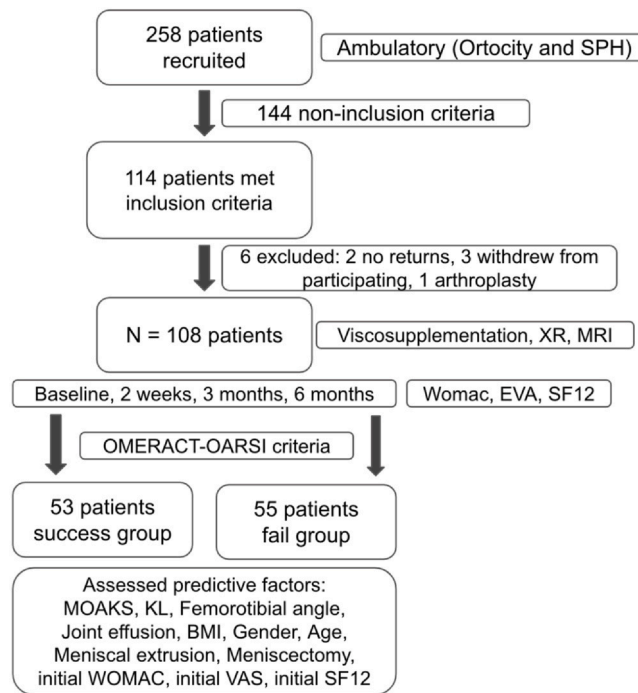 258 patients
recruited
Ambulatory (Ortocity and SPH)
144 non-inclusion criteria
114 patients met
inclusion criteria
6 excluded: 2 no returns, 3 withdrew from
participating, 1 arthroplasty
N = 108 patients
Viscosupplementation, XR, MRI
Baseline, 2 weeks, 3 months, 6 months
Womac, EVA, SF12
OMERACT-OARSI criteria
53 patients
success group
55 patients
fail group
Assessed predictive factors:
MOAKS, KL, Femorotibial angle,
Joint effusion, BMI, Gender, Age,
Meniscal extrusion, Meniscectomy,
initial WOMAC, initial VAS, initial SF12